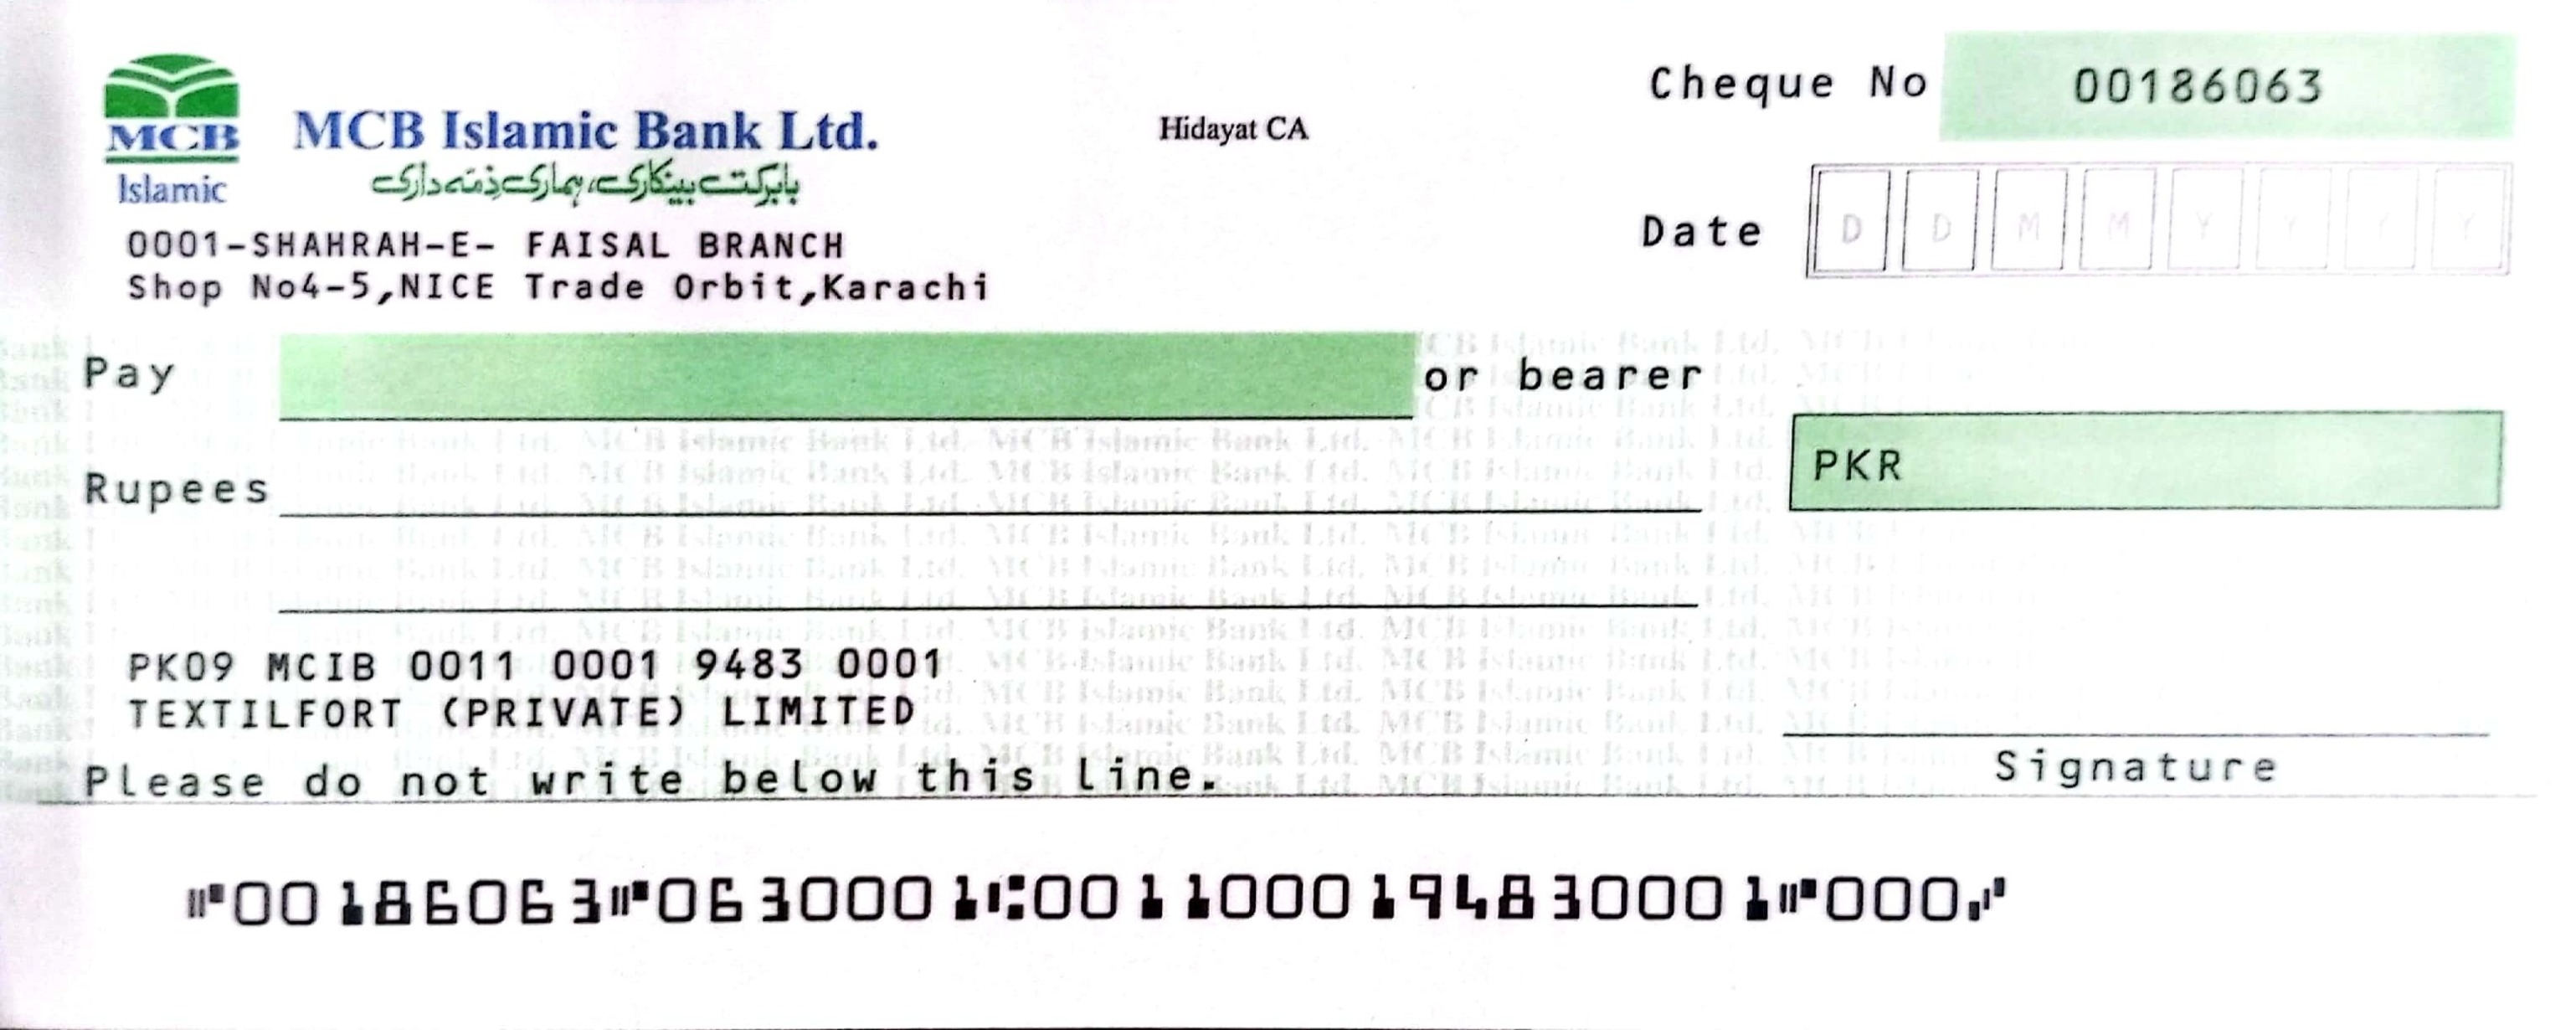 MCB
Islamic
MCB Islamic Bank Ltd.
بابرکت بینکاری، ہماری ذمہ داری
Hidayat CA
Cheque No 00186063
Date D D M M Y Y Y Y
0001-SHAHRAH-E- FAISAL BRANCH
Shop No4-5,NICE Trade Orbit,Karachi
Pay or bearer
Rupees PKR
PK09 MCIB 0011 0001 9483 0001
TEXTILFORT (PRIVATE) LIMITED
Please do not write below this line.
Signature
⑈00186063⑈0630001⑆0011000194830001⑈000⑇